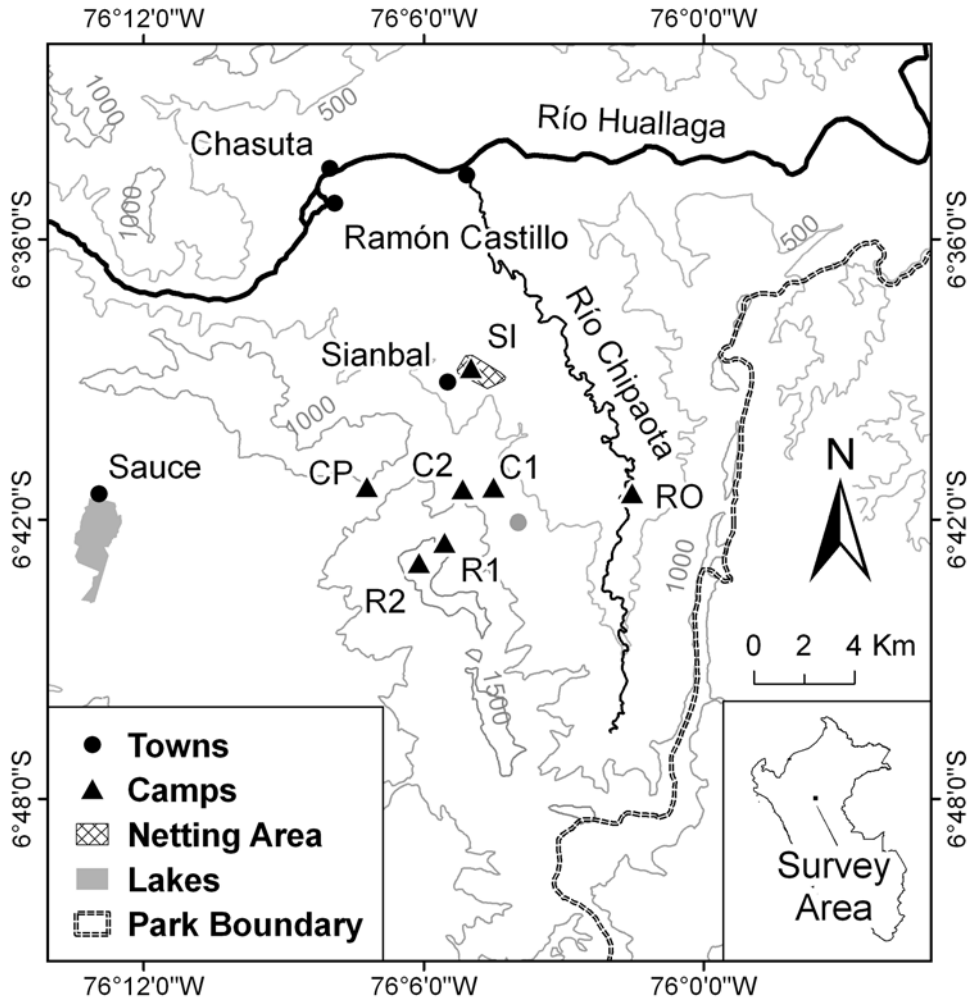 76°12'0"W 76°6'0"W 76°0'0"W
1000
500
Río Huallaga
Chasuta
1000
Ramón Castillo
500
6°36'0"S
6°36'0"S
Río Chipaota
SI
Sianbal
1000
Sauce
CP
C2
C1
RO
N
6°42'0"S
6°42'0"S
R1
R2
1000
0 2 4 Km
1500
Towns
Camps
Netting Area
Lakes
Park Boundary
6°48'0"S
6°48'0"S
Survey
Area
76°12'0"W 76°6'0"W 76°0'0"W